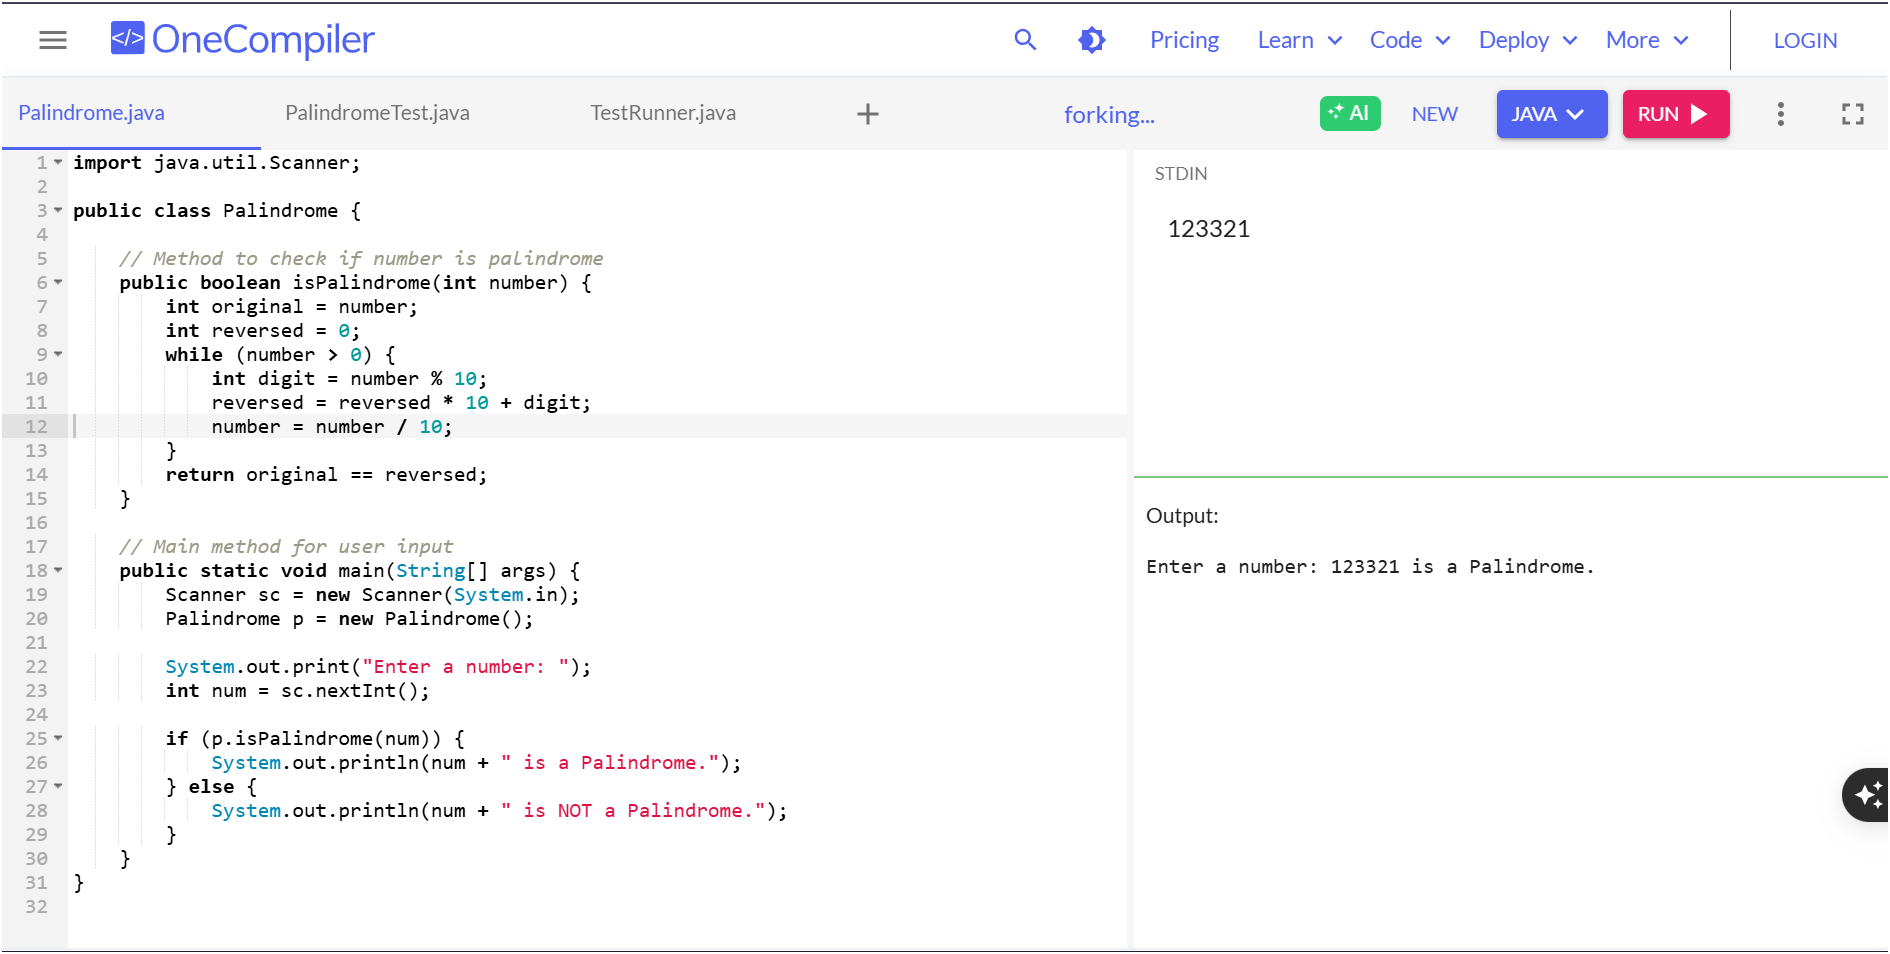 </> OneCompiler Pricing Learn Code Deploy More LOGIN
Palindrome.java PalindromeTest.java TestRunner.java + forking... AI NEW JAVA RUN
1 import java.util.Scanner;
2
3 public class Palindrome {
4
5     // Method to check if number is palindrome
6     public boolean isPalindrome(int number) {
7         int original = number;
8         int reversed = 0;
9         while (number > 0) {
10             int digit = number % 10;
11             reversed = reversed * 10 + digit;
12             number = number / 10;
13         }
14         return original == reversed;
15     }
16
17     // Main method for user input
18     public static void main(String[] args) {
19         Scanner sc = new Scanner(System.in);
20         Palindrome p = new Palindrome();
21
22         System.out.print("Enter a number: ");
23         int num = sc.nextInt();
24
25         if (p.isPalindrome(num)) {
26             System.out.println(num + " is a Palindrome.");
27         } else {
28             System.out.println(num + " is NOT a Palindrome.");
29         }
30     }
31 }
32
STDIN
123321
Output:
Enter a number: 123321 is a Palindrome.